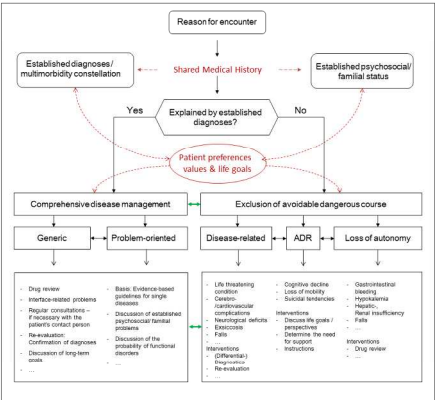 Reason for encounter
Established diagnoses/
multimorbidity constellation
Shared Medical History
Established psychosocial/
familial status
Yes
Explained by established
diagnoses?
No
Patient preferences
values & life goals
Comprehensive disease management
Exclusion of avoidable dangerous course
Generic
Problem-oriented
Disease-related
ADR
Loss of autonomy
- Drug review
- Interface-related problems
- Regular consultations –
if necessary with the
patient's contact person
- Re-evaluation:
Confirmation of diagnoses
- Discussion of long-term
goals
- ...
- Basis: Evidence-based
guidelines for single
diseases
- Discussion of established
psychosocial/familial
problems
- Discussion of the
probability of functional
disorders
- ...
- Life threatening
condition
- Cerebro-
/cardiovascular
complications
- Neurological deficits
- Exsiccosis
- Falls
- ...
Interventions
- (Differential-)
Diagnostics
- Re-evaluation
- ...
- Cognitive decline
- Loss of mobility
- Suicidal tendencies
Interventions
- Discuss life goals /
perspectives
- Determine the need
for support
- Instructions
- Gastrointestinal
bleeding
- Hypokalemia
- Hepatic-,
Renal insufficiency
- Falls
- ...
Interventions
- Drug review
- ...